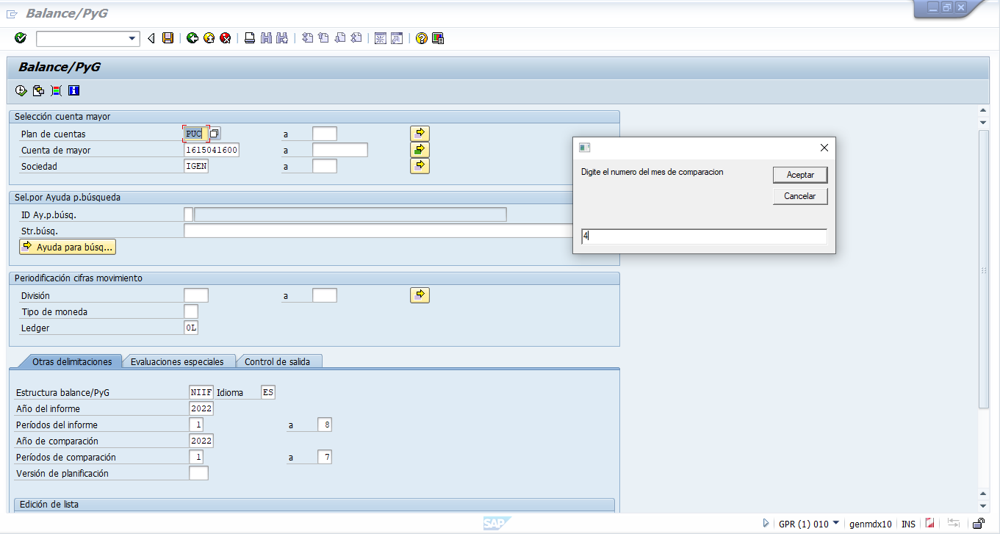 Balance/PyG
Balance/PyG
Selección cuenta mayor
Plan de cuentas PUC a
Cuenta de mayor 1615041600 a
Sociedad IGEN a
Digite el numero del mes de comparacion
Aceptar
Cancelar
4
Sel.por Ayuda p.búsqueda
ID Ay.p.búsq.
Str.búsq.
Ayuda para búsq...
Periodificación cifras movimiento
División a
Tipo de moneda
Ledger 0L
Otras delimitaciones Evaluaciones especiales Control de salida
Estructura balance/PyG NIIF Idioma ES
Año del informe 2022
Períodos del informe 1 a 8
Año de comparación 2022
Períodos de comparación 1 a 7
Versión de planificación
Edición de lista
SAP GPR (1) 010 genmdx10 INS